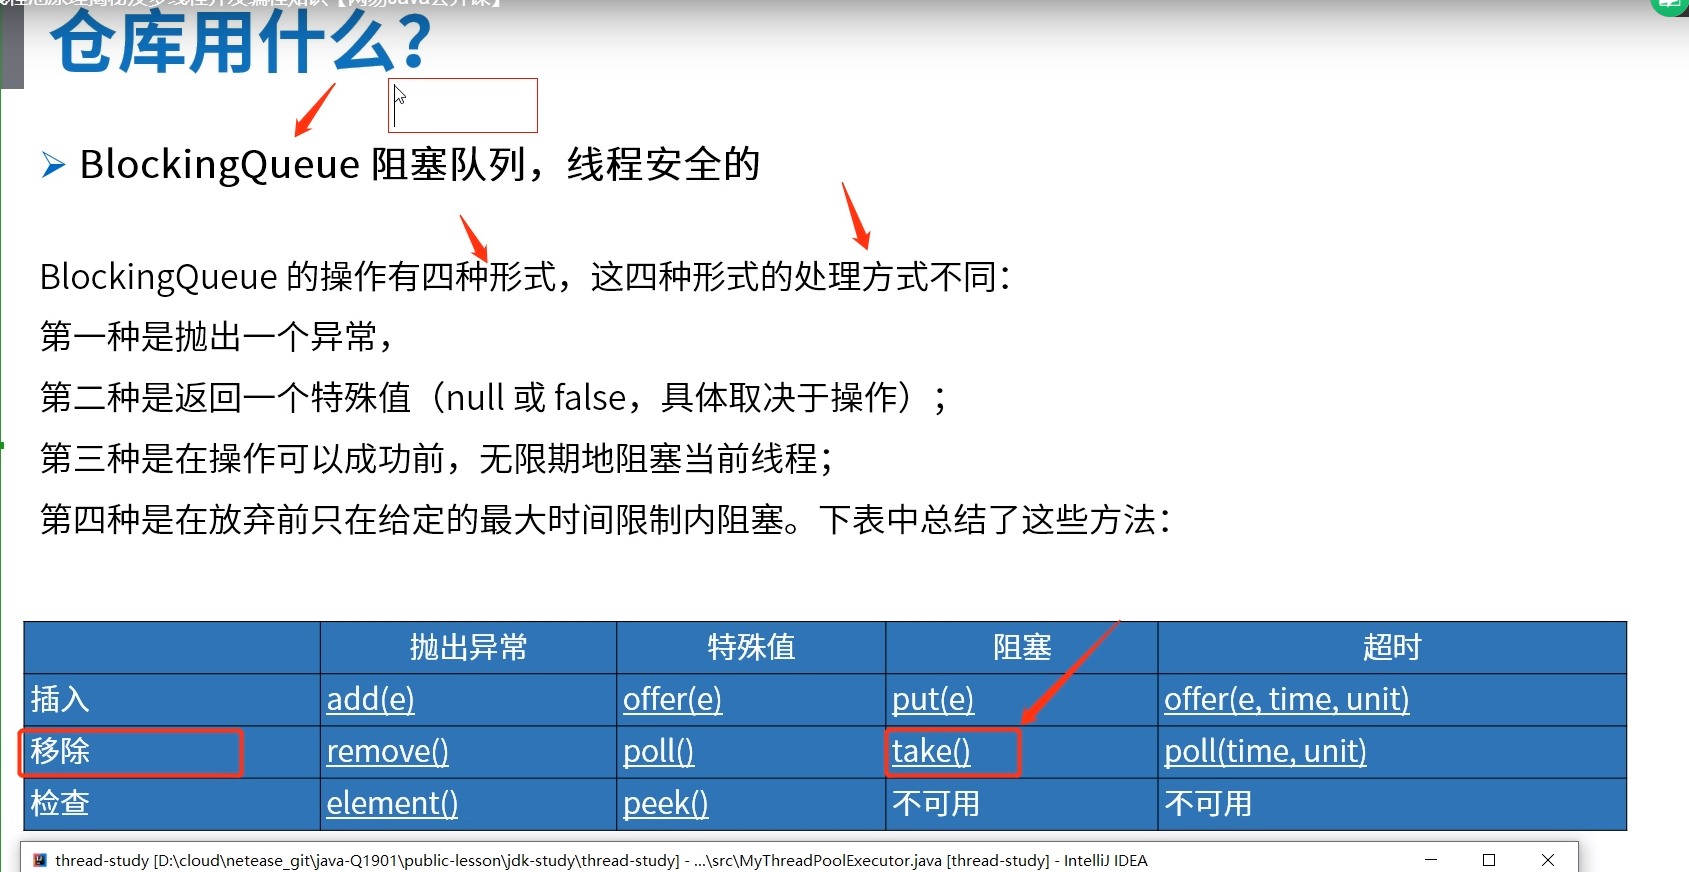 仓库用什么?
BlockingQueue 阻塞队列，线程安全的
BlockingQueue 的操作有四种形式，这四种形式的处理方式不同：
第一种是抛出一个异常，
第二种是返回一个特殊值（null 或 false，具体取决于操作）；
第三种是在操作可以成功前，无限期地阻塞当前线程；
第四种是在放弃前只在给定的最大时间限制内阻塞。下表中总结了这些方法：
抛出异常 特殊值 阻塞 超时
插入 add(e) offer(e) put(e) offer(e, time, unit)
移除 remove() poll() take() poll(time, unit)
检查 element() peek() 不可用 不可用
thread-study [D:\cloud\netease_git\java-Q1901\public-lesson\jdk-study\thread-study] - ...\src\MyThreadPoolExecutor.java [thread-study] - IntelliJ IDEA